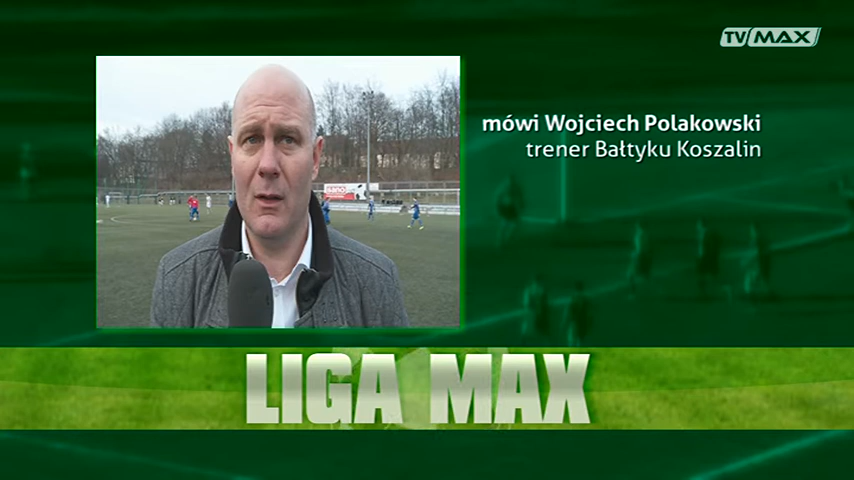 TV MAX
mówi Wojciech Polakowski
trener Bałtyku Koszalin
LIGA MAX